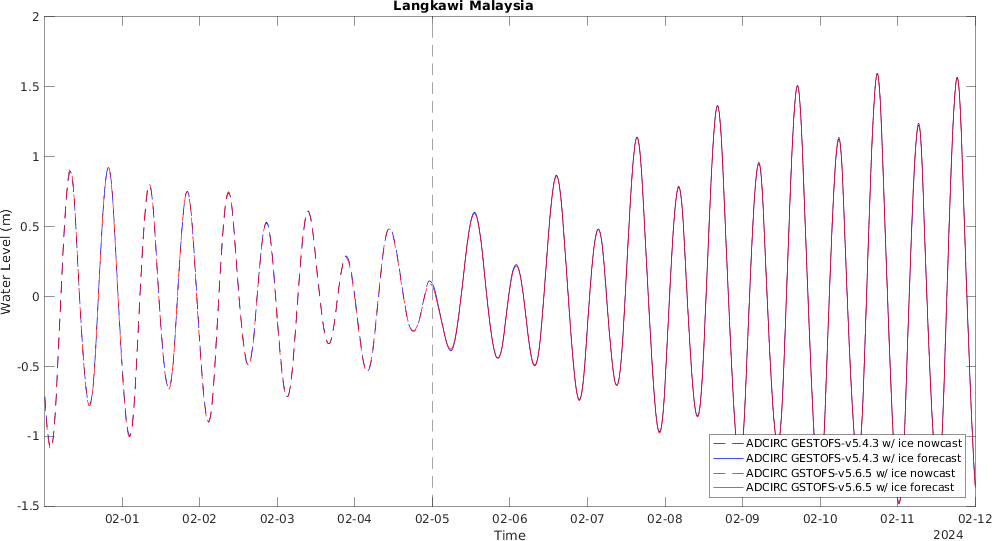 Langkawi Malaysia
2
1.5
1
0.5
0
-0.5
-1
-1.5
Water Level (m)
ADCIRC GESTOFS-v5.4.3 w/ ice nowcast
ADCIRC GESTOFS-v5.4.3 w/ ice forecast
ADCIRC GSTOFS-v5.6.5 w/ ice nowcast
ADCIRC GSTOFS-v5.6.5 w/ ice forecast
02-01 02-02 02-03 02-04 02-05 02-06 02-07 02-08 02-09 02-10 02-11 02-12
Time
2024